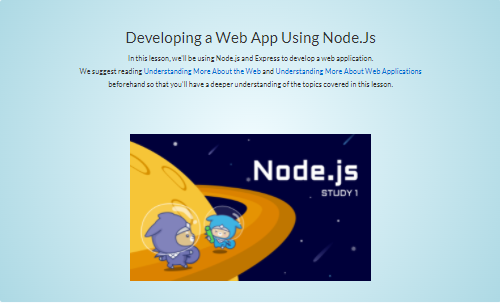 Developing a Web App Using Node.Js
In this lesson, we'll be using Node.js and Express to develop a web application.
We suggest reading Understanding More About the Web and Understanding More About Web Applications
beforehand so that you'll have a deeper understanding of the topics covered in this lesson.
Node.js
STUDY 1